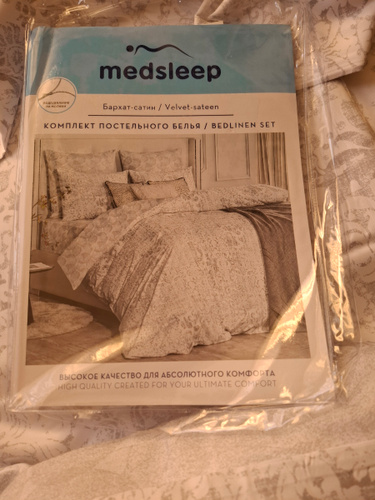 medsleep
Бархат-сатин / Velvet-sateen
КОМПЛЕКТ ПОСТЕЛЬНОГО БЕЛЬЯ / BEDLINEN SET
ВЫСОКОЕ КАЧЕСТВО ДЛЯ АБСОЛЮТНОГО КОМФОРТА
HIGH QUALITY CREATED FOR YOUR ULTIMATE COMFORT